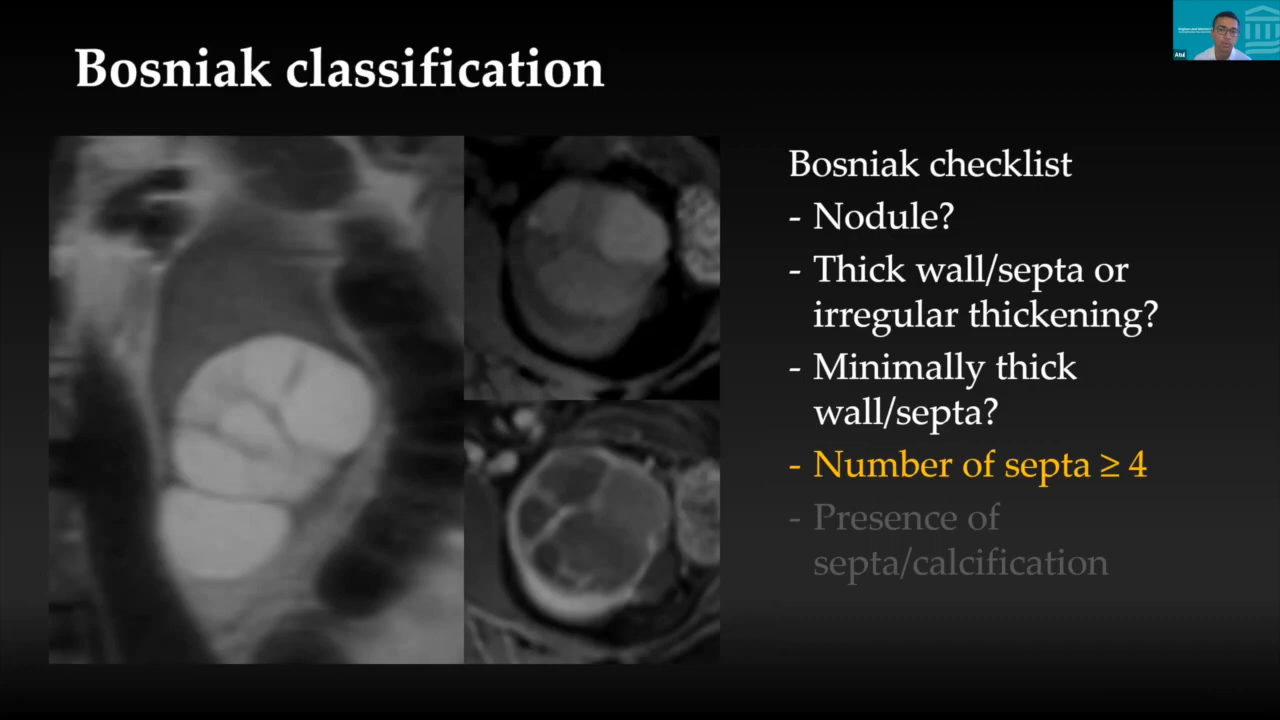 Bosniak classification
Bosniak checklist
- Nodule?
- Thick wall/septa or
irregular thickening?
- Minimally thick
wall/septa?
- Number of septa ≥ 4
- Presence of
septa/calcification
Atul